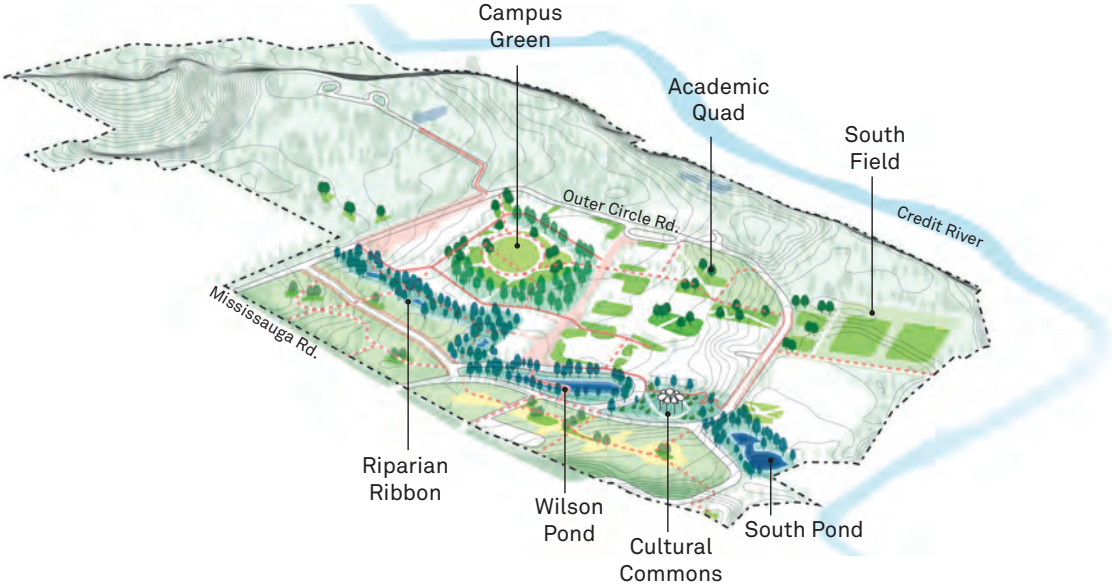 Campus
Green
Academic
Quad
South
Field
Outer Circle Rd.
Credit River
Mississauga Rd.
Riparian
Ribbon
Wilson
Pond
Cultural
Commons
South Pond